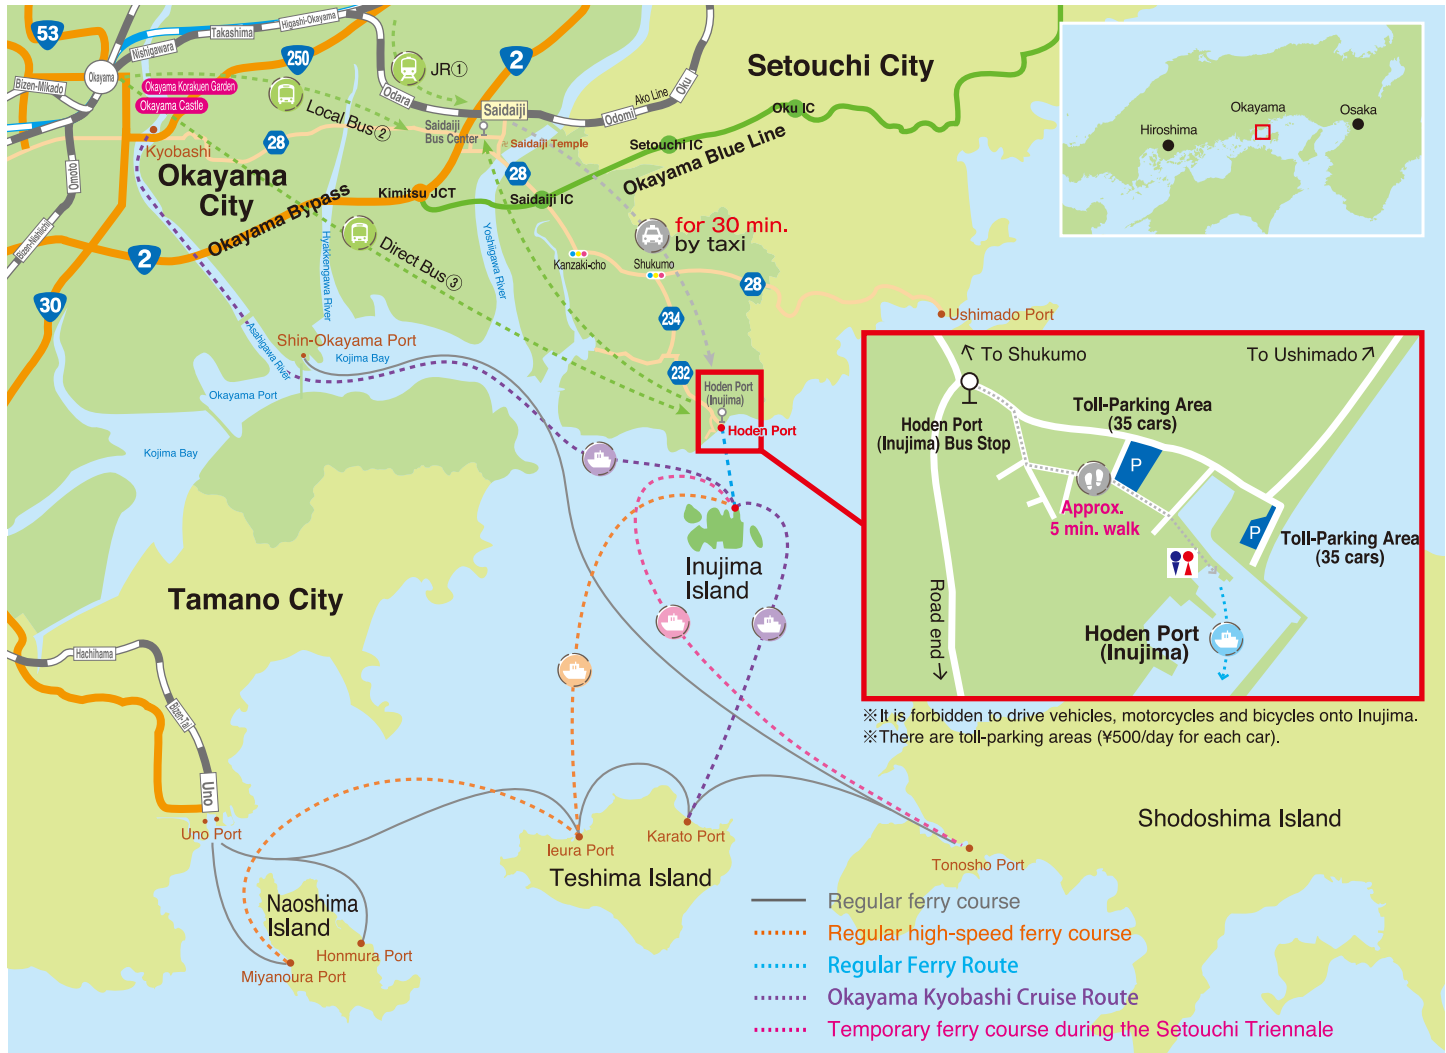 53
Nishigawara
Takashima
Higashi-Okayama
250
2
JR①
Setouchi City
Okayama
Bizen-Mikado
Okayama Korakuen Garden
Okayama Castle
Local Bus②
Odara
Saidaiji
Saidaiji
Bus Center
Ako Line
Odomi
Oku
Oku IC
Kyobashi
28
Saidaiji Temple
Setouchi IC
Okayama Blue Line
Omoto
Okayama
City
28
Kimitsu JCT
Saidaiji IC
Okayama Bypass
Bizen-Nishiichi
2
Hyakkengawa River
Direct Bus③
Yoshiigawa River
for 30 min.
by taxi
Kanzaki-cho
Shukumo
28
30
234
Ushimado Port
Asahigawa River
Shin-Okayama Port
Kojima Bay
232
Hoden Port
(Inujima)
Okayama Port
Hoden Port
Kojima Bay
Inujima
Island
Tamano City
Hachihama
Bizen-Tai
Uno
Uno Port
Ieura Port
Karato Port
Teshima Island
Tonosho Port
Shodoshima Island
Naoshima
Island
Honmura Port
Miyanoura Port
Okayama
Osaka
Hiroshima
To Shukumo
To Ushimado
Hoden Port
(Inujima) Bus Stop
Toll-Parking Area
(35 cars)
P
Approx.
5 min. walk
P
Toll-Parking Area
(35 cars)
Road end
Hoden Port
(Inujima)
※It is forbidden to drive vehicles, motorcycles and bicycles onto Inujima.
※There are toll-parking areas (¥500/day for each car).
Regular ferry course
Regular high-speed ferry course
Regular Ferry Route
Okayama Kyobashi Cruise Route
Temporary ferry course during the Setouchi Triennale